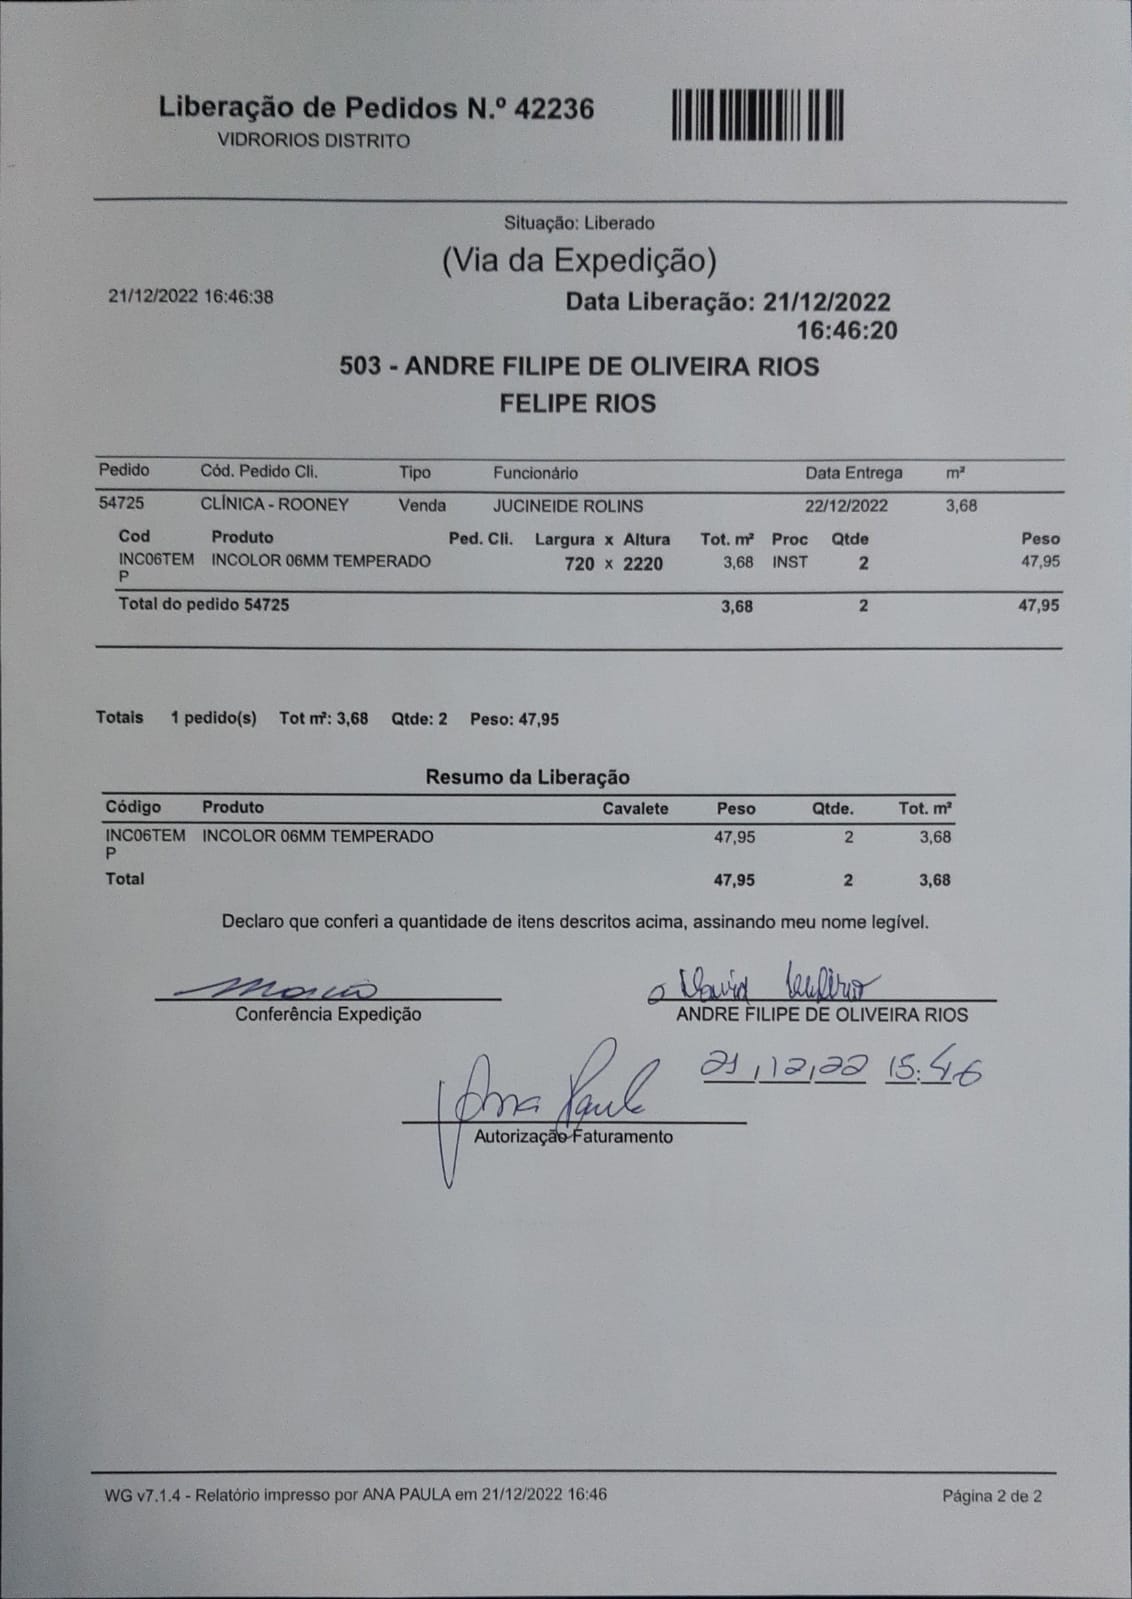 Liberação de Pedidos N.º 42236
VIDRORIOS DISTRITO
Situação: Liberado
(Via da Expedição)
21/12/2022 16:46:38
Data Liberação: 21/12/2022
16:46:20
503 - ANDRE FILIPE DE OLIVEIRA RIOS
FELIPE RIOS
Pedido Cód. Pedido Cli. Tipo Funcionário Data Entrega m²
54725 CLÍNICA - ROONEY Venda JUCINEIDE ROLINS 22/12/2022 3,68
Cod Produto Ped. Cli. Largura x Altura Tot. m² Proc Qtde Peso
INC06TEM INCOLOR 06MM TEMPERADO 720 x 2220 3,68 INST 2 47,95
P
Total do pedido 54725 3,68 2 47,95
Totais 1 pedido(s) Tot m²: 3,68 Qtde: 2 Peso: 47,95
Resumo da Liberação
Código Produto Cavalete Peso Qtde. Tot. m²
INC06TEM INCOLOR 06MM TEMPERADO 47,95 2 3,68
P
Total 47,95 2 3,68
Declaro que conferi a quantidade de itens descritos acima, assinando meu nome legível.
David
Conferência Expedição ANDRE FILIPE DE OLIVEIRA RIOS
21,12,22 15:46
Ana Paula
Autorização Faturamento
WG v7.1.4 - Relatório impresso por ANA PAULA em 21/12/2022 16:46 Página 2 de 2